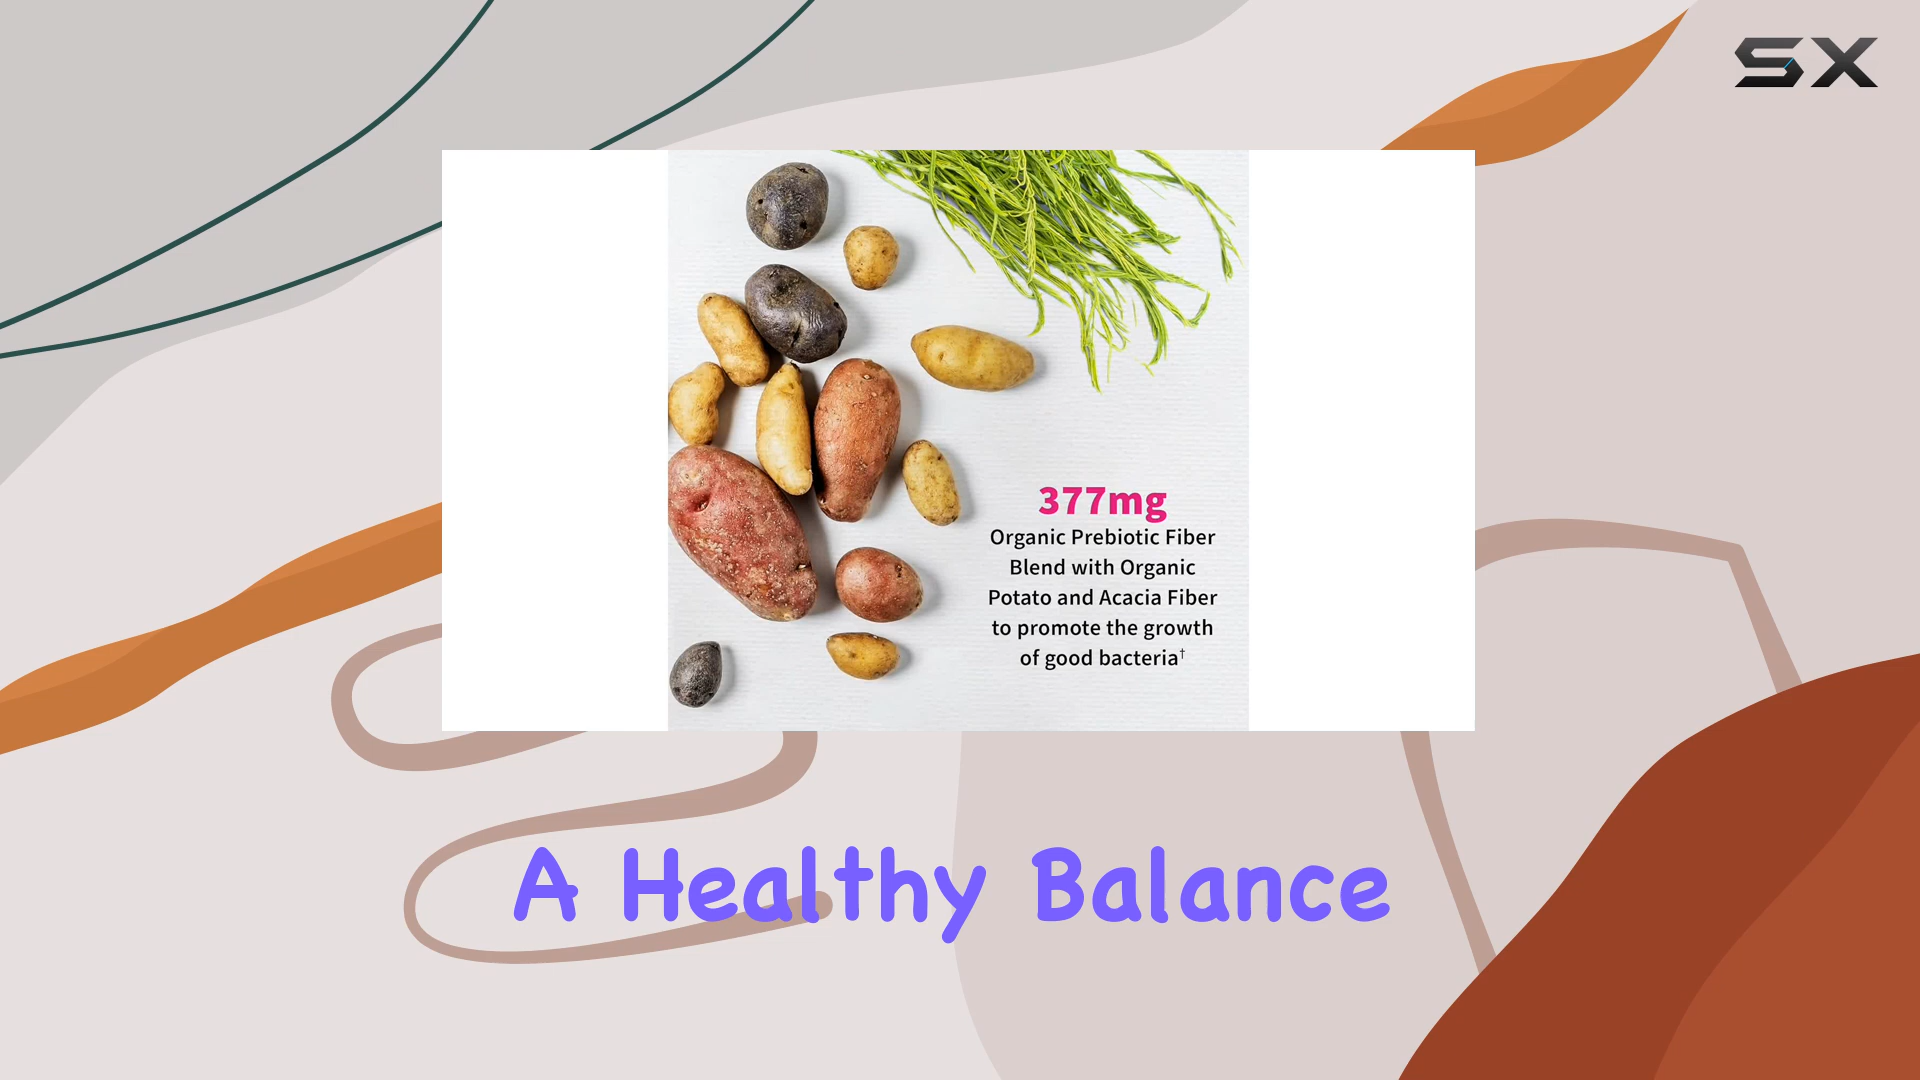 SX
377mg
Organic Prebiotic Fiber
Blend with Organic
Potato and Acacia Fiber
to promote the growth
of good bacteria†
A Healthy Balance